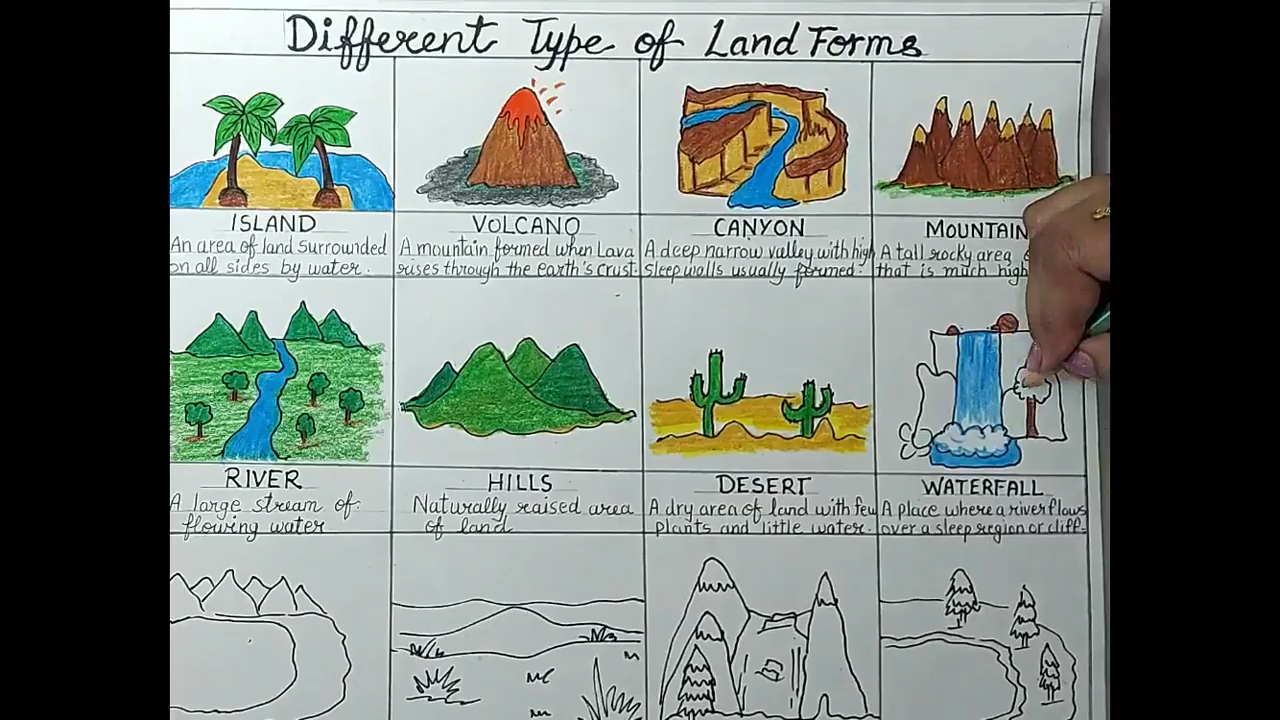 Different Type of Land Forms
ISLAND
An area of land surrounded
on all sides by water.
VOLCANO
A mountain formed when Lava
rises through the earth's crust
CANYON
A deep narrow valley with high
sleep walls usually formed.
MOUNTAIN
A tall rocky area
that is much high
RIVER
A large stream of
flowing water
HILLS
Naturally raised area
of land
DESERT
A dry area of land with few
plants and little water.
WATERFALL
A place where a river flows
over a sleep region or cliff.